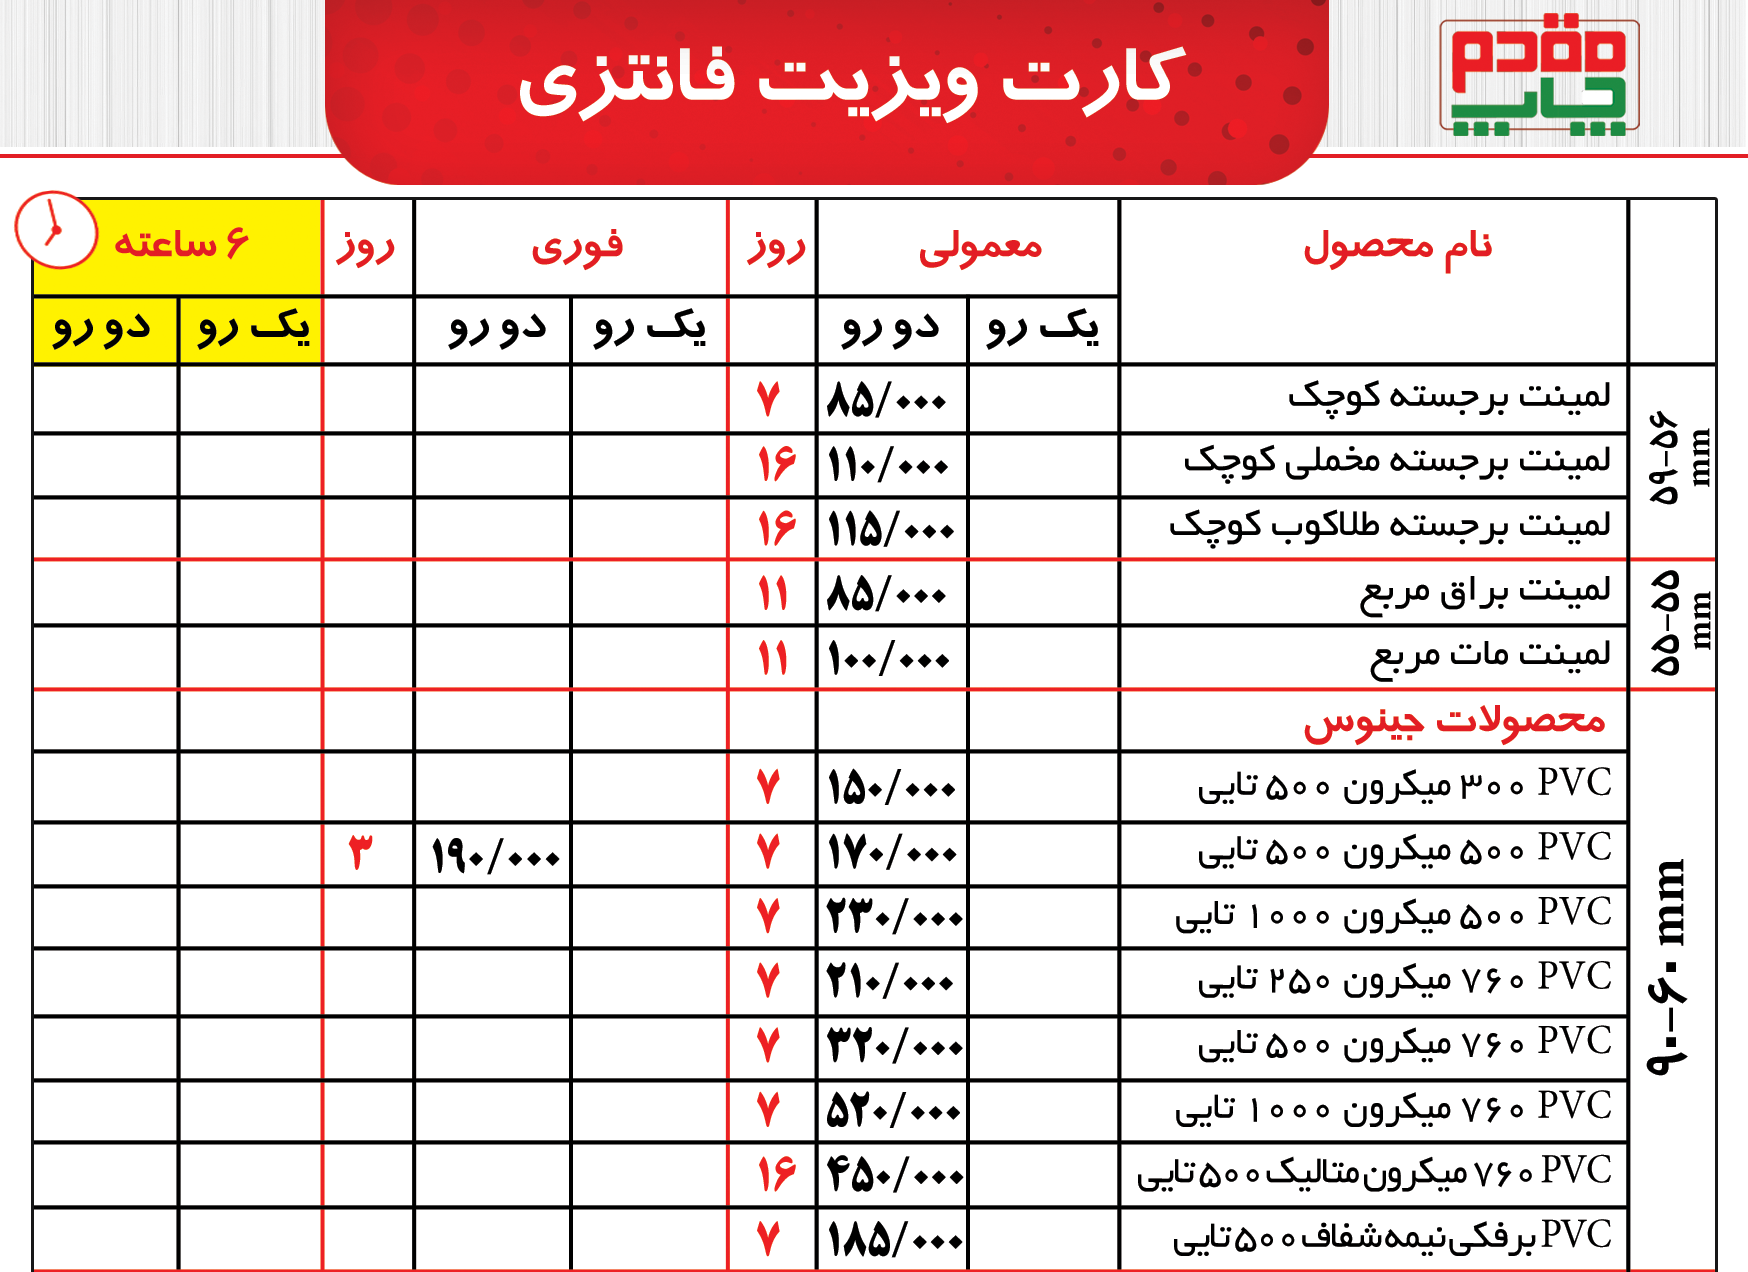 کارت ویزیت فانتزی
مقدم
چاپ
نام محصول معمولی روز فوری روز ۶ ساعته
یک رو دو رو یک رو دو رو یک رو دو رو
۵۹-۵۶ mm
لمینت برجسته کوچک ۸۵/۰۰۰ ۷
لمینت برجسته مخملی کوچک ۱۱۰/۰۰۰ ۱۶
لمینت برجسته طلاکوب کوچک ۱۱۵/۰۰۰ ۱۶
۵۵-۵۵ mm
لمینت براق مربع ۸۵/۰۰۰ ۱۱
لمینت مات مربع ۱۰۰/۰۰۰ ۱۱
۹۰-۶۰ mm
محصولات جینوس
PVC ۳۰۰ میکرون ۵۰۰ تایی ۱۵۰/۰۰۰ ۷
PVC ۵۰۰ میکرون ۵۰۰ تایی ۱۷۰/۰۰۰ ۷ ۱۹۰/۰۰۰ ۳
PVC ۵۰۰ میکرون ۱۰۰۰ تایی ۲۳۰/۰۰۰ ۷
PVC ۷۶۰ میکرون ۲۵۰ تایی ۲۱۰/۰۰۰ ۷
PVC ۷۶۰ میکرون ۵۰۰ تایی ۳۲۰/۰۰۰ ۷
PVC ۷۶۰ میکرون ۱۰۰۰ تایی ۵۲۰/۰۰۰ ۷
PVC ۷۶۰ میکرون متالیک ۵۰۰ تایی ۴۵۰/۰۰۰ ۱۶
PVC برفکی نیمه شفاف ۵۰۰ تایی ۱۸۵/۰۰۰ ۷